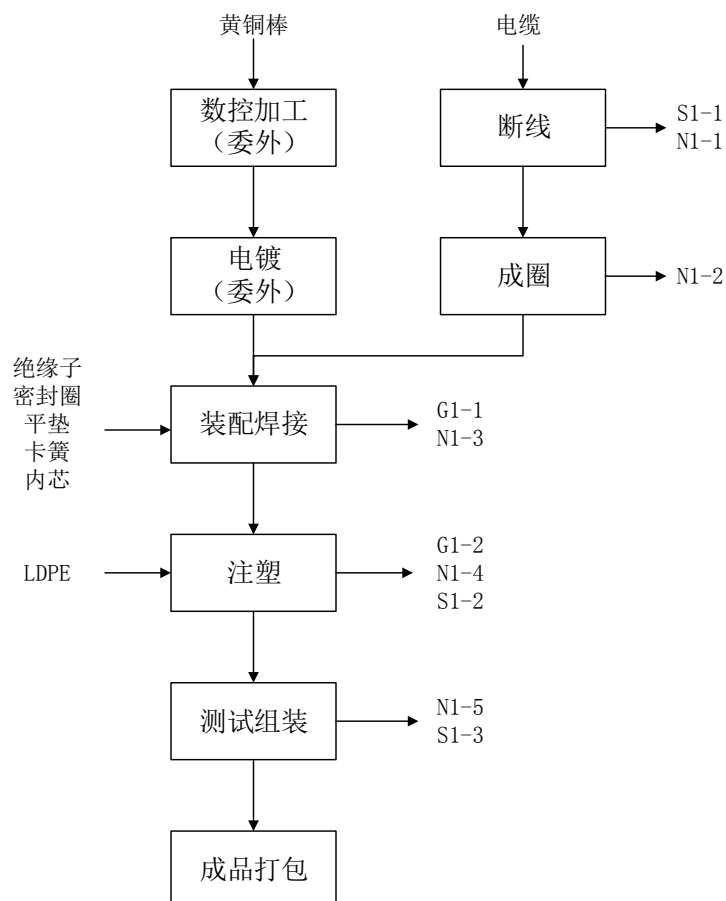 黄铜棒
电缆
数控加工
（委外）
断线
S1-1
N1-1
电镀
（委外）
成圈
N1-2
绝缘子
密封圈
平垫
卡簧
内芯
装配焊接
G1-1
N1-3
LDPE
注塑
G1-2
N1-4
S1-2
测试组装
N1-5
S1-3
成品打包